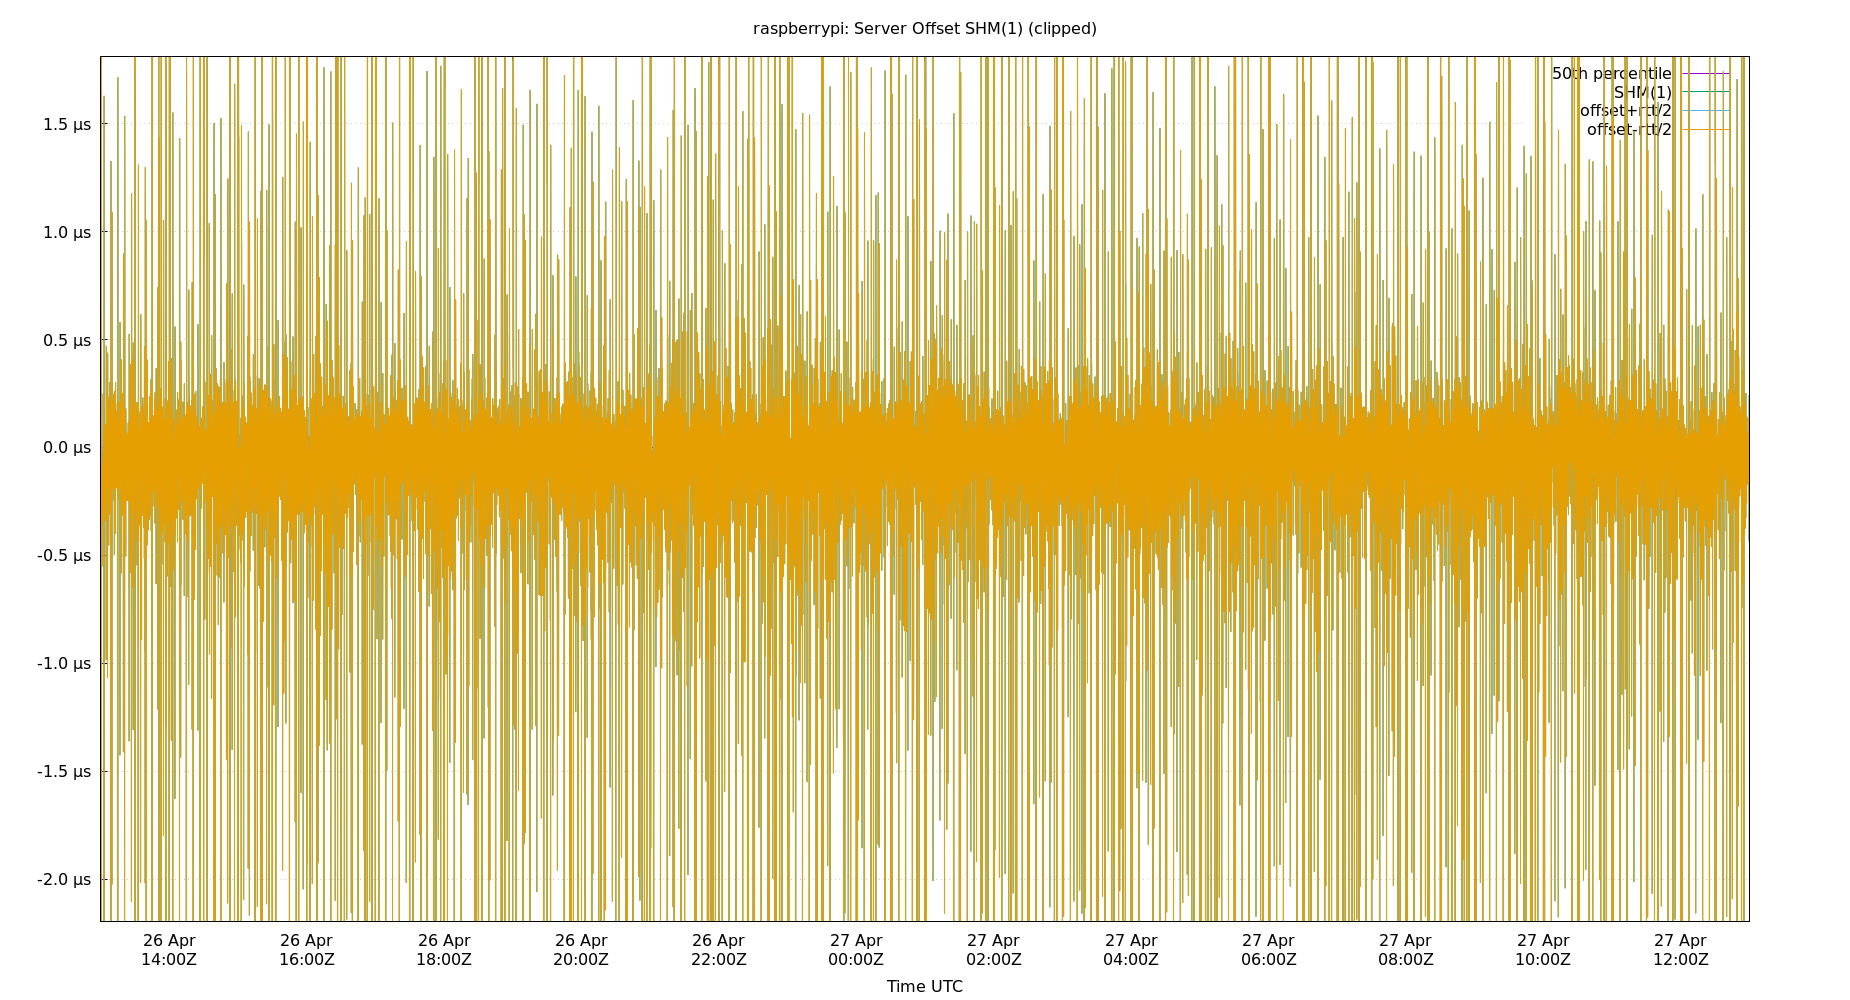 raspberrypi: Server Offset SHM(1) (clipped)
50th percentile
SHM(1)
offset+rtt/2
offset-rtt/2
1.5 µs
1.0 µs
0.5 µs
0.0 µs
-0.5 µs
-1.0 µs
-1.5 µs
-2.0 µs
26 Apr 26 Apr 26 Apr 26 Apr 26 Apr 27 Apr 27 Apr 27 Apr 27 Apr 27 Apr 27 Apr 27 Apr
14:00Z 16:00Z 18:00Z 20:00Z 22:00Z 00:00Z 02:00Z 04:00Z 06:00Z 08:00Z 10:00Z 12:00Z
Time UTC